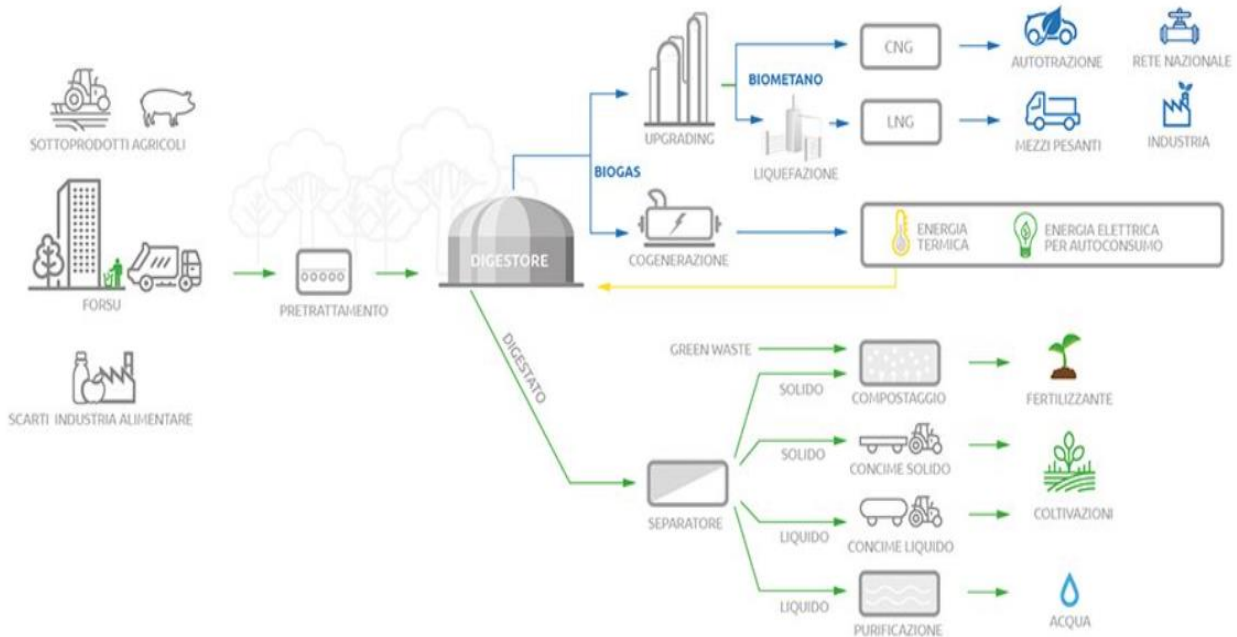 SOTTOPRODOTTI AGRICOLI
FORSU
SCARTI INDUSTRIA ALIMENTARE
PRETRATTAMENTO
DIGESTORE
BIOGAS
UPGRADING
BIOMETANO
LIQUEFAZIONE
CNG
LNG
AUTOTRAZIONE
RETE NAZIONALE
MEZZI PESANTI
INDUSTRIA
COGENERAZIONE
ENERGIA
TERMICA
ENERGIA ELETTRICA
PER AUTOCONSUMO
DIGESTATO
SEPARATORE
GREEN WASTE
SOLIDO
COMPOSTAGGIO
FERTILIZZANTE
SOLIDO
CONCIME SOLIDO
COLTIVAZIONI
LIQUIDO
CONCIME LIQUIDO
LIQUIDO
PURIFICAZIONE
ACQUA